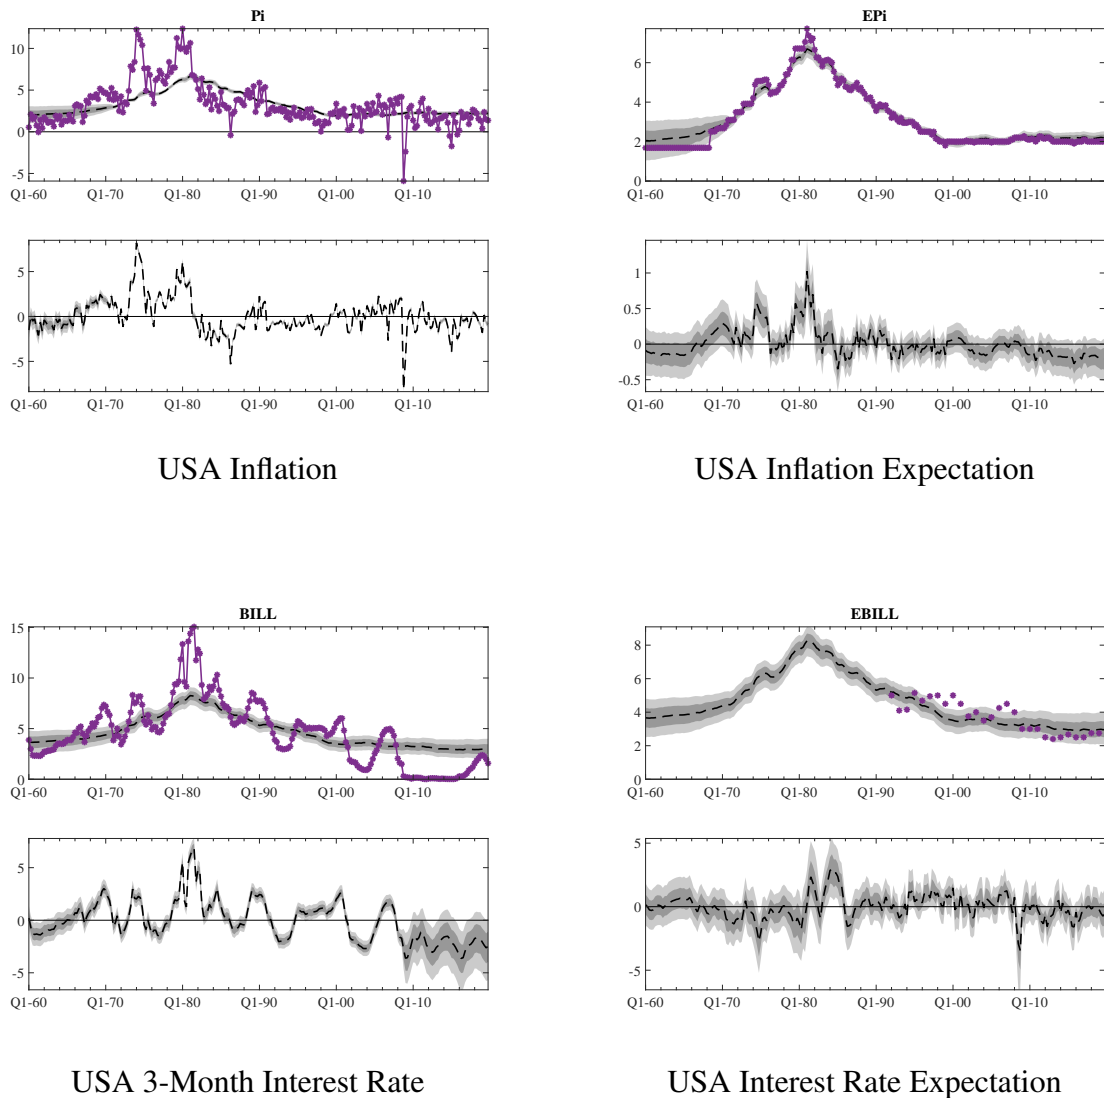 Pi
10
5
0
-5
Q1-60 Q1-70 Q1-80 Q1-90 Q1-00 Q1-10
5
0
-5
Q1-60 Q1-70 Q1-80 Q1-90 Q1-00 Q1-10
USA Inflation
EPi
6
4
2
0
Q1-60 Q1-70 Q1-80 Q1-90 Q1-00 Q1-10
1
0.5
0
-0.5
Q1-60 Q1-70 Q1-80 Q1-90 Q1-00 Q1-10
USA Inflation Expectation
BILL
15
10
5
0
Q1-60 Q1-70 Q1-80 Q1-90 Q1-00 Q1-10
5
0
-5
Q1-60 Q1-70 Q1-80 Q1-90 Q1-00 Q1-10
USA 3-Month Interest Rate
EBILL
8
6
4
2
0
Q1-60 Q1-70 Q1-80 Q1-90 Q1-00 Q1-10
5
0
-5
Q1-60 Q1-70 Q1-80 Q1-90 Q1-00 Q1-10
USA Interest Rate Expectation